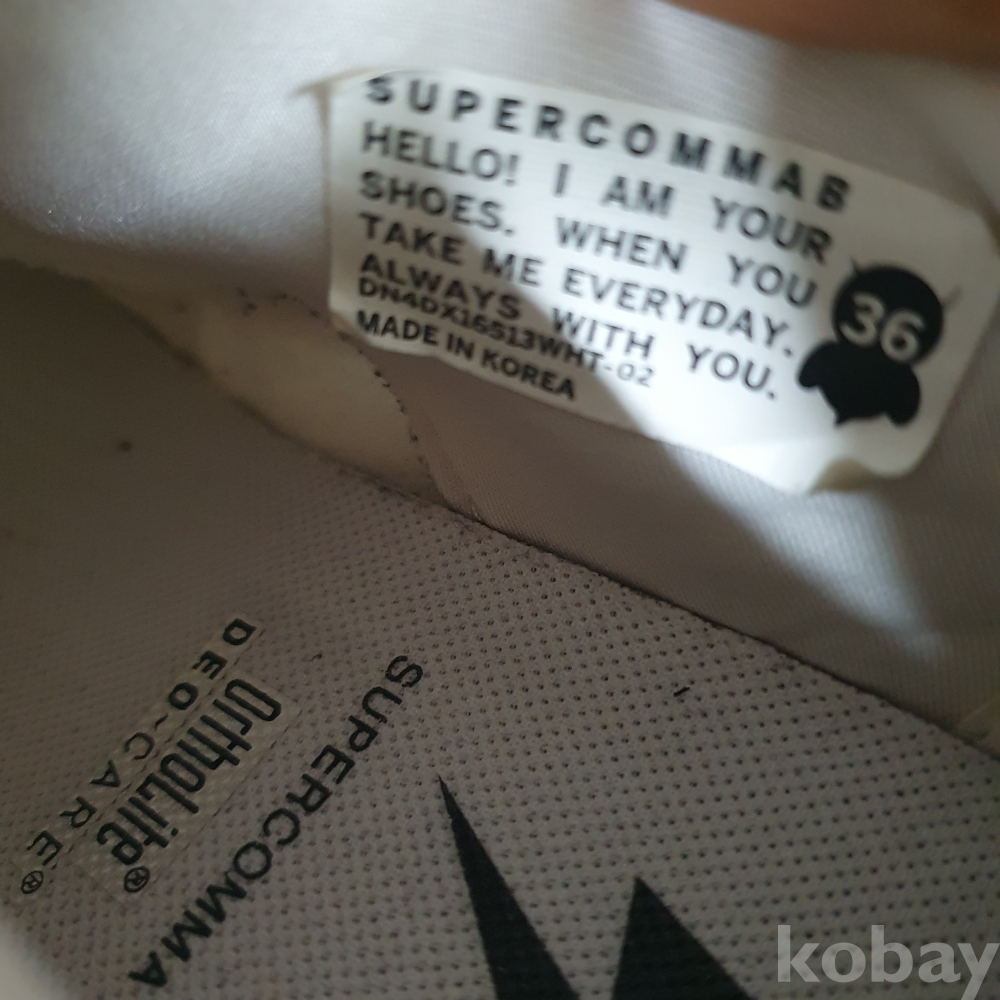 SUPERCOMMAB
HELLO! I AM YOUR
SHOES. WHEN YOU
TAKE ME EVERYDAY.
ALWAYS WITH YOU.
DN4DX16513WHT-02
MADE IN KOREA
36
SUPERCOMMA
OrthoLite®
DEO-CARE®
kobay